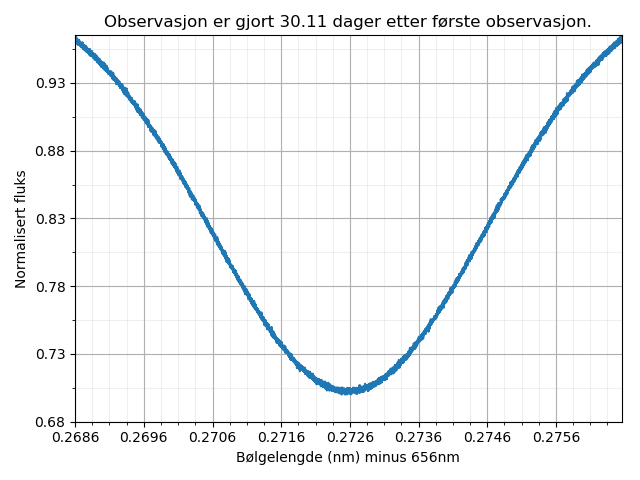 Observasjon er gjort 30.11 dager etter første observasjon.
0.93
0.88
0.83
0.78
0.73
0.68
Normalisert fluks
0.2686 0.2696 0.2706 0.2716 0.2726 0.2736 0.2746 0.2756
Bølgelengde (nm) minus 656nm